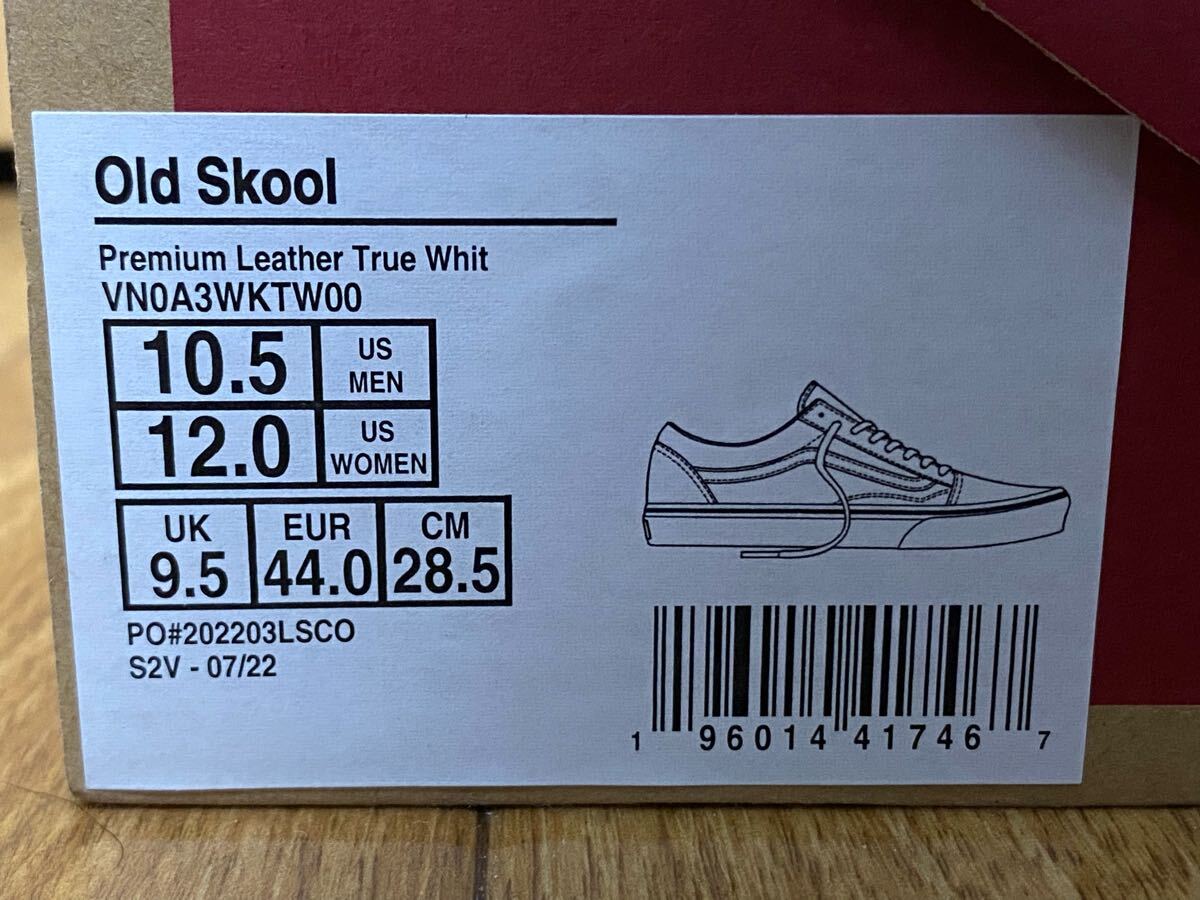 Old Skool
Premium Leather True Whit
VN0A3WKTW00
10.5 US MEN
12.0 US WOMEN
UK EUR CM
9.5 44.0 28.5
PO#202203LSCO
S2V - 07/22
1 96014 41746 7